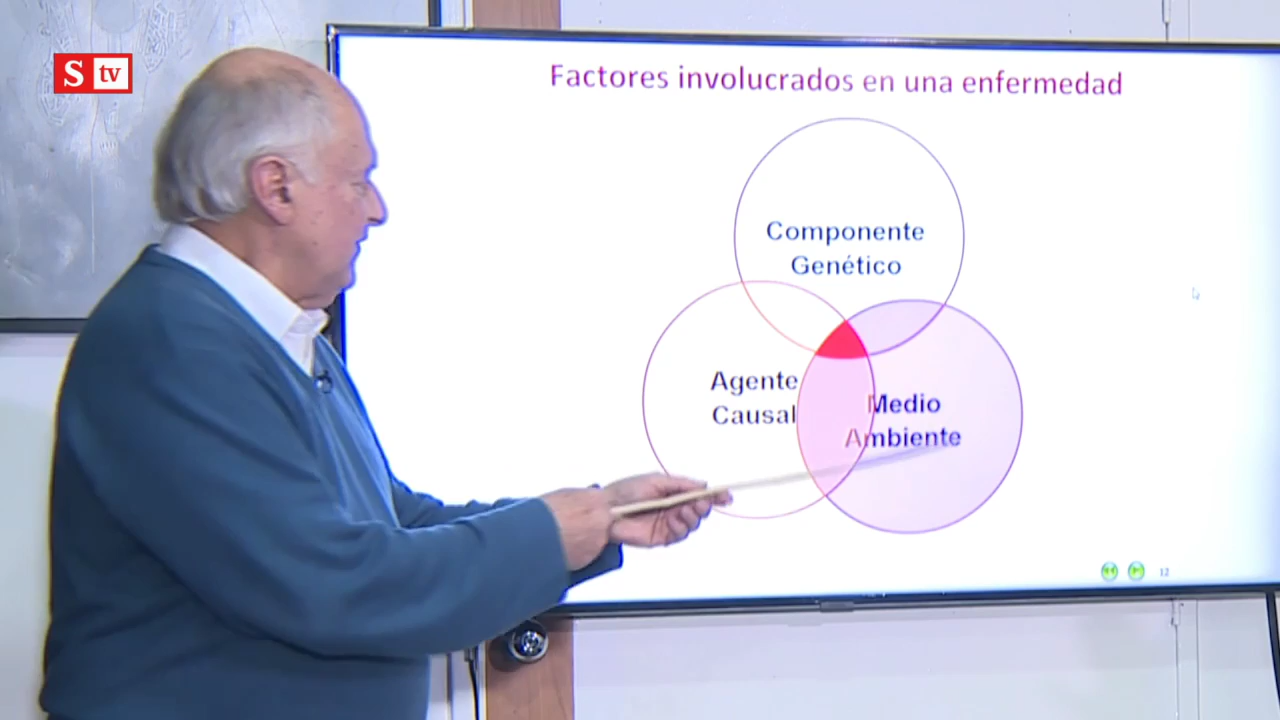 S tv
Factores involucrados en una enfermedad
Componente
Genético
Agente
Causal
Medio
Ambiente
12